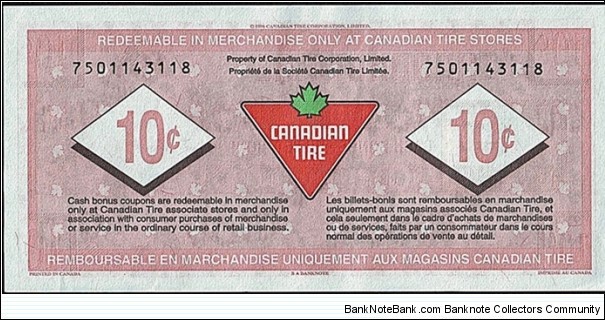 © 1996 CANADIAN TIRE CORPORATION, LIMITED.
REDEEMABLE IN MERCHANDISE ONLY AT CANADIAN TIRE STORES
Property of Canadian Tire Corporation, Limited.
Propriété de la Société Canadian Tire Limitée.
7501143118
7501143118
10¢
CANADIAN
TIRE
10¢
Cash bonus coupons are redeemable in merchandise
only at Canadian Tire associate stores and only in
association with consumer purchases of merchandise
or service in the ordinary course of retail business.
Les billets-bonis sont remboursables en marchandise
uniquement aux magasins associés Canadian Tire, et
cela seulement dans le cadre d'achats de marchandises
ou de services, faits par un consommateur dans le cours
normal des opérations de vente au détail.
REMBOURSABLE EN MARCHANDISE UNIQUEMENT AUX MAGASINS CANADIAN TIRE
PRINTED IN CANADA
BANKNOTE
IMPRIMÉ AU CANADA
BankNoteBank.com Banknote Collectors Community